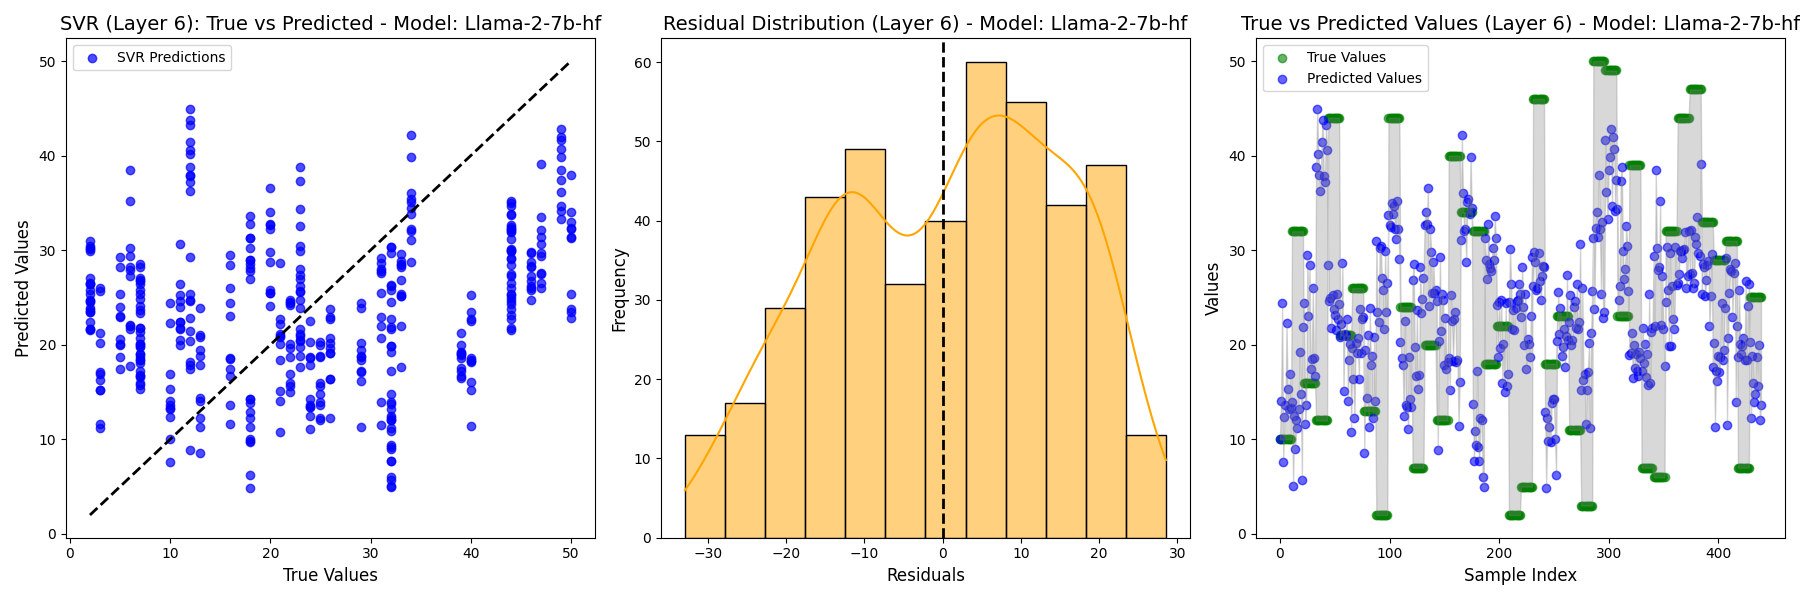 SVR (Layer 6): True vs Predicted - Model: Llama-2-7b-hf
SVR Predictions
Predicted Values
50
40
30
20
10
0
0 10 20 30 40 50
True Values
Residual Distribution (Layer 6) - Model: Llama-2-7b-hf
Frequency
60
50
40
30
20
10
0
−30 −20 −10 0 10 20 30
Residuals
True vs Predicted Values (Layer 6) - Model: Llama-2-7b-hf
True Values
Predicted Values
Values
50
40
30
20
10
0
0 100 200 300 400
Sample Index